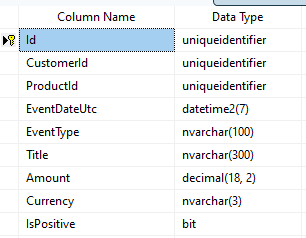 Column Name Data Type
Id uniqueidentifier
CustomerId uniqueidentifier
ProductId uniqueidentifier
EventDateUtc datetime2(7)
EventType nvarchar(100)
Title nvarchar(300)
Amount decimal(18, 2)
Currency nvarchar(3)
IsPositive bit